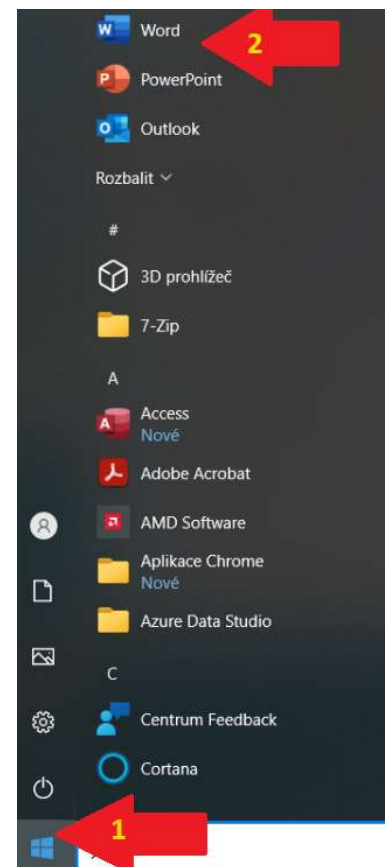 Word
2
PowerPoint
Outlook
Rozbalit
#
3D prohlížeč
7-Zip
A
Access
Nové
Adobe Acrobat
AMD Software
Aplikace Chrome
Nové
Azure Data Studio
C
Centrum Feedback
Cortana
1